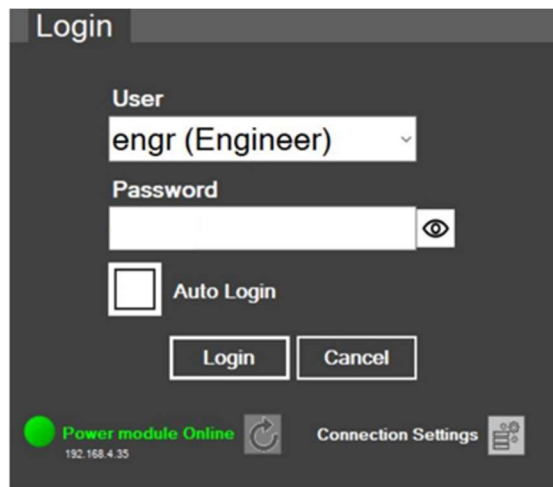 Login
User
engr (Engineer)
Password
Auto Login
Login Cancel
Power module Online Connection Settings
192.168.4.35